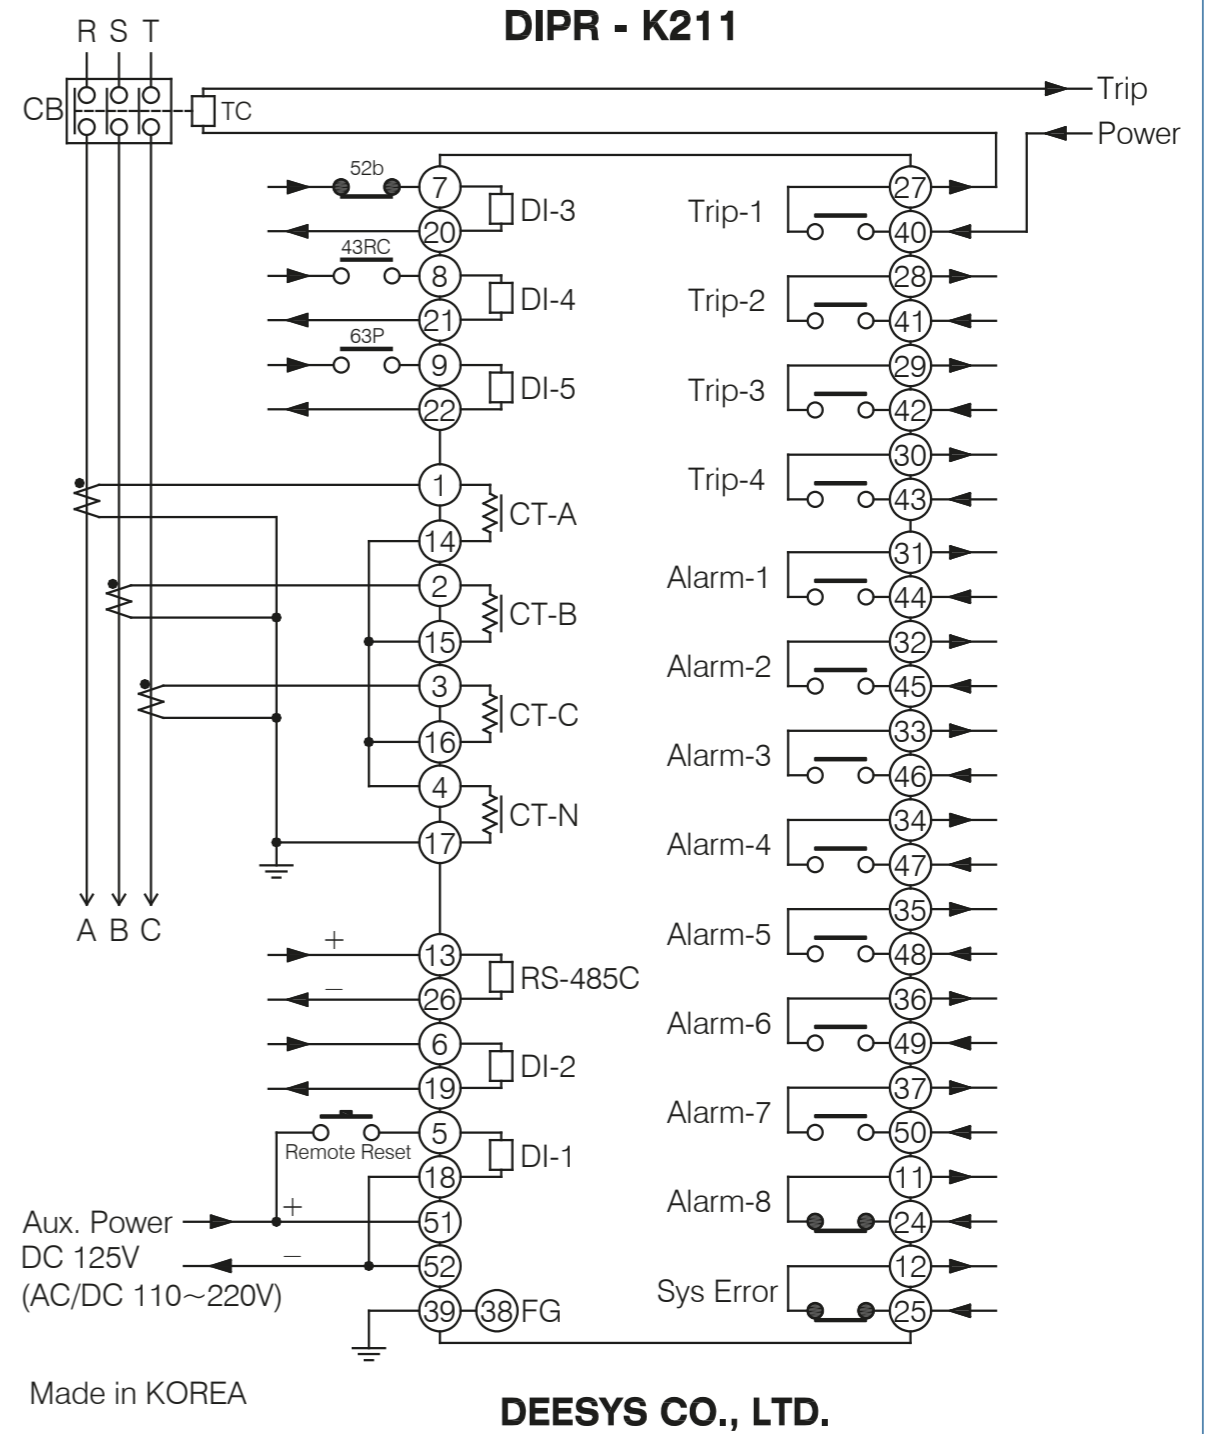 DIPR - K211
R S T
CB
TC
Trip
Power
52b
7
DI-3
20
43RC
8
DI-4
21
63P
9
DI-5
22
1
CT-A
14
2
CT-B
15
3
CT-C
16
4
CT-N
17
A B C
+
13
RS-485C
−
26
6
DI-2
19
5
Remote Reset
DI-1
18
Aux. Power
+
51
DC 125V
−
52
(AC/DC 110~220V)
39
38
FG
27
Trip-1
40
28
Trip-2
41
29
Trip-3
42
30
Trip-4
43
31
Alarm-1
44
32
Alarm-2
45
33
Alarm-3
46
34
Alarm-4
47
35
Alarm-5
48
36
Alarm-6
49
37
Alarm-7
50
11
Alarm-8
24
12
Sys Error
25
Made in KOREA
DEESYS CO., LTD.